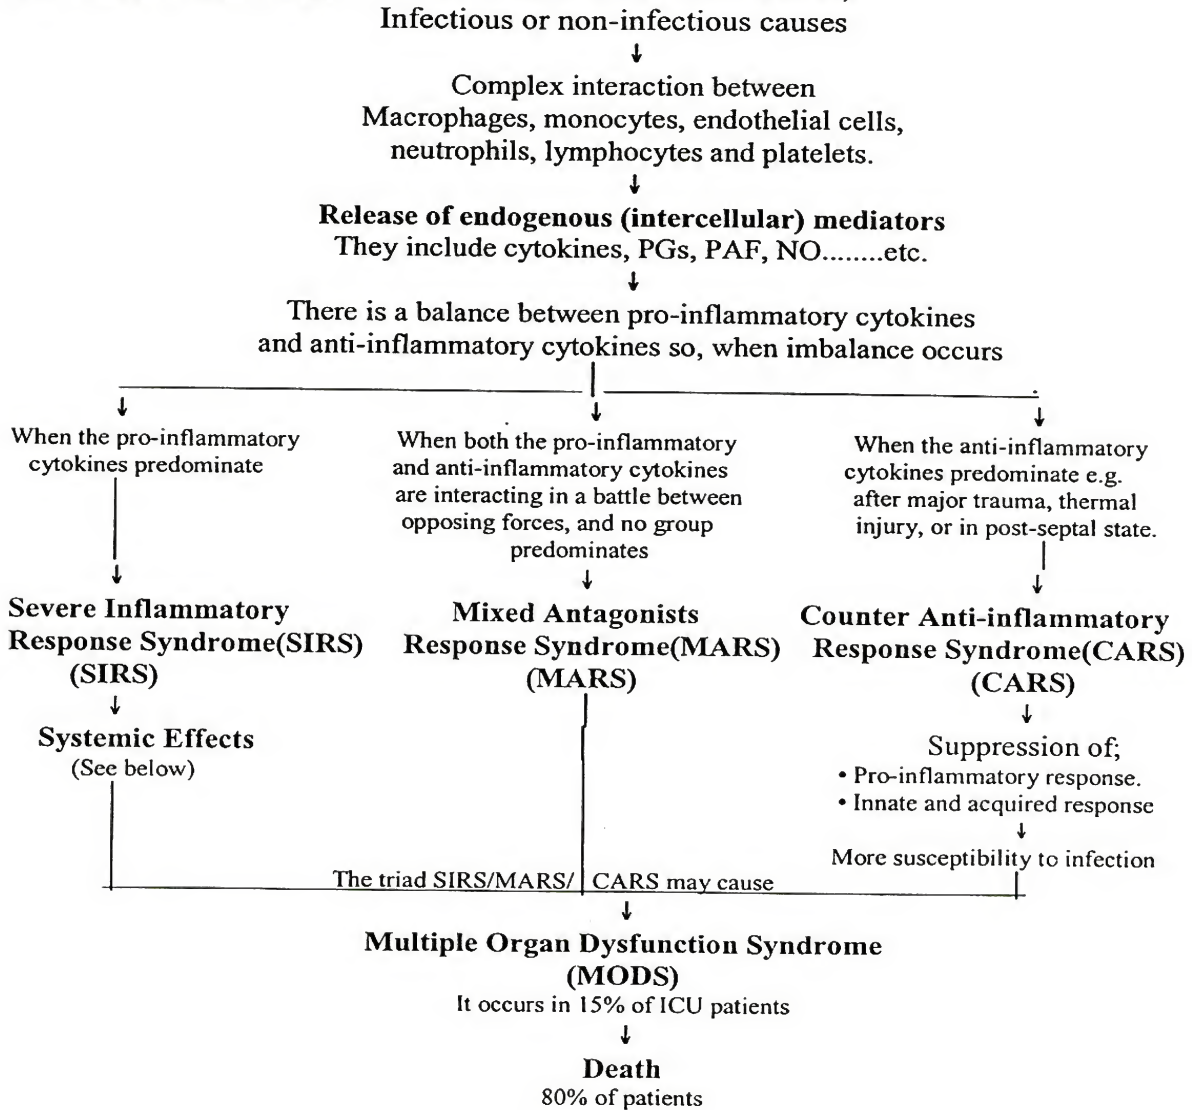 Infectious or non-infectious causes
↓
Complex interaction between
Macrophages, monocytes, endothelial cells,
neutrophils, lymphocytes and platelets.
↓
Release of endogenous (intercellular) mediators
They include cytokines, PGs, PAF, NO........etc.
↓
There is a balance between pro-inflammatory cytokines
and anti-inflammatory cytokines so, when imbalance occurs
↓
When the pro-inflammatory
cytokines predominate
↓
Severe Inflammatory
Response Syndrome(SIRS)
(SIRS)
↓
Systemic Effects
(See below)
↓
When both the pro-inflammatory
and anti-inflammatory cytokines
are interacting in a battle between
opposing forces, and no group
predominates
↓
Mixed Antagonists
Response Syndrome(MARS)
(MARS)
↓
When the anti-inflammatory
cytokines predominate e.g.
after major trauma, thermal
injury, or in post-septal state.
↓
Counter Anti-inflammatory
Response Syndrome(CARS)
(CARS)
↓
Suppression of;
• Pro-inflammatory response.
• Innate and acquired response
↓
More susceptibility to infection
The triad SIRS/MARS/ CARS may cause
↓
Multiple Organ Dysfunction Syndrome
(MODS)
It occurs in 15% of ICU patients
↓
Death
80% of patients